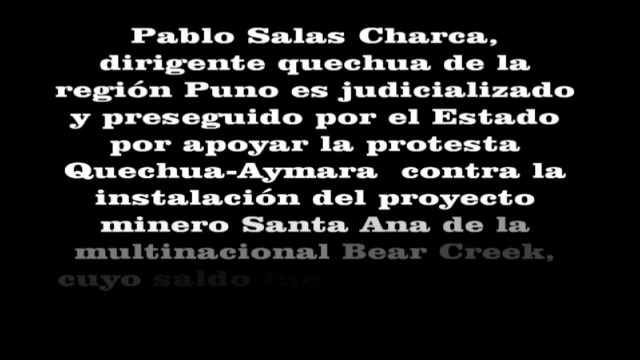 Pablo Salas Charca,
dirigente quechua de la
región Puno es judicializado
y preseguido por el Estado
por apoyar la protesta
Quechua-Aymara contra la
instalación del proyecto
minero Santa Ana de la
multinacional Bear Creek,
cuyo saldo fue